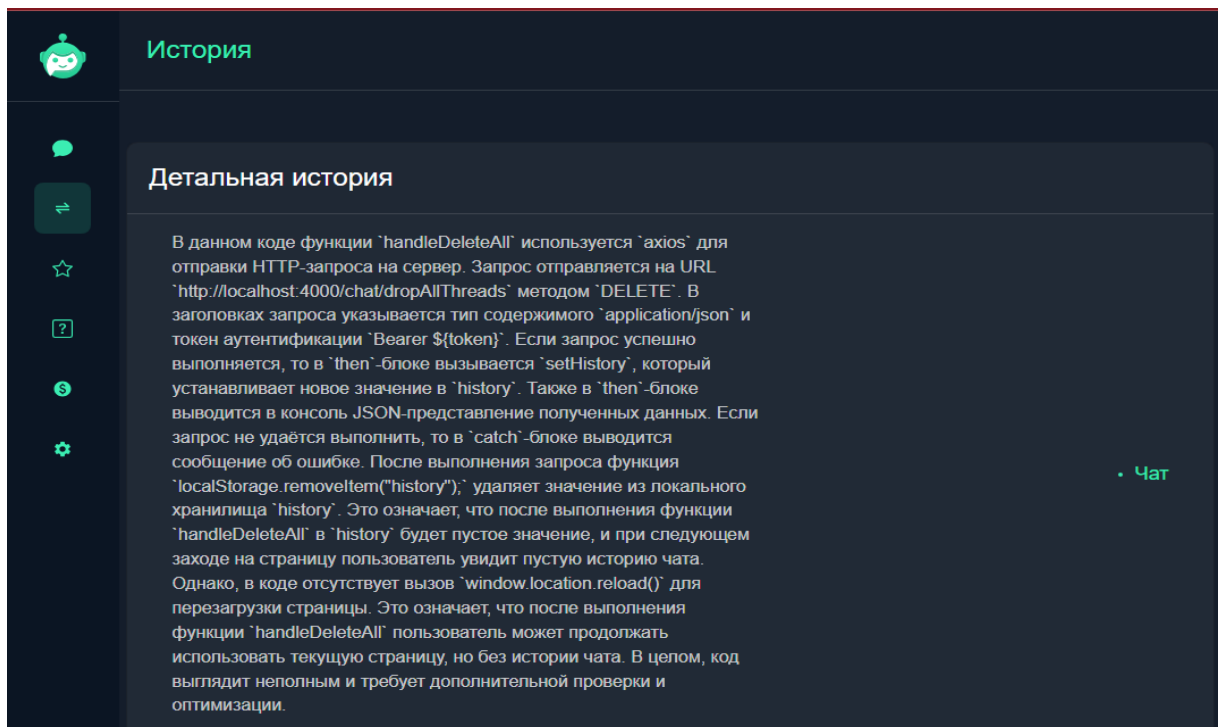 История
Детальная история
В данном коде функции `handleDeleteAll` используется `axios` для
отправки HTTP-запроса на сервер. Запрос отправляется на URL
`http://localhost:4000/chat/dropAllThreads` методом `DELETE`. В
заголовках запроса указывается тип содержимого `application/json` и
токен аутентификации `Bearer ${token}`. Если запрос успешно
выполняется, то в `then`-блоке вызывается `setHistory`, который
устанавливает новое значение в `history`. Также в `then`-блоке
выводится в консоль JSON-представление полученных данных. Если
запрос не удаётся выполнить, то в `catch`-блоке выводится
сообщение об ошибке. После выполнения запроса функция
`localStorage.removeItem("history");` удаляет значение из локального
хранилища `history`. Это означает, что после выполнения функции
`handleDeleteAll` в `history` будет пустое значение, и при следующем
заходе на страницу пользователь увидит пустую историю чата.
Однако, в коде отсутствует вызов `window.location.reload()` для
перезагрузки страницы. Это означает, что после выполнения
функции `handleDeleteAll` пользователь может продолжать
использовать текущую страницу, но без истории чата. В целом, код
выглядит неполным и требует дополнительной проверки и
оптимизации.
• Чат